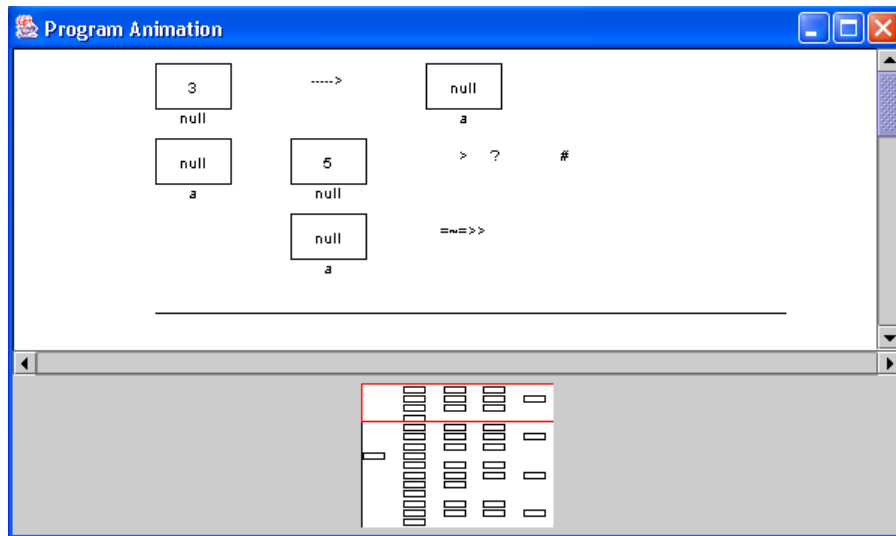 Program Animation
3 -----> null
null a
null 5 > ? #
a null
null =~=>>
a